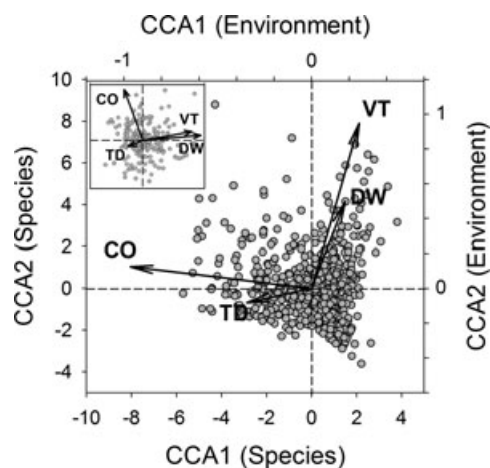 CCA1 (Environment)
-1 0
10
8
6
4
2
0
-2
-4
CCA2 (Species)
CO
VT
TD
DW
VT
DW
CO
TD
1
0
CCA2 (Environment)
-10 -8 -6 -4 -2 0 2 4
CCA1 (Species)